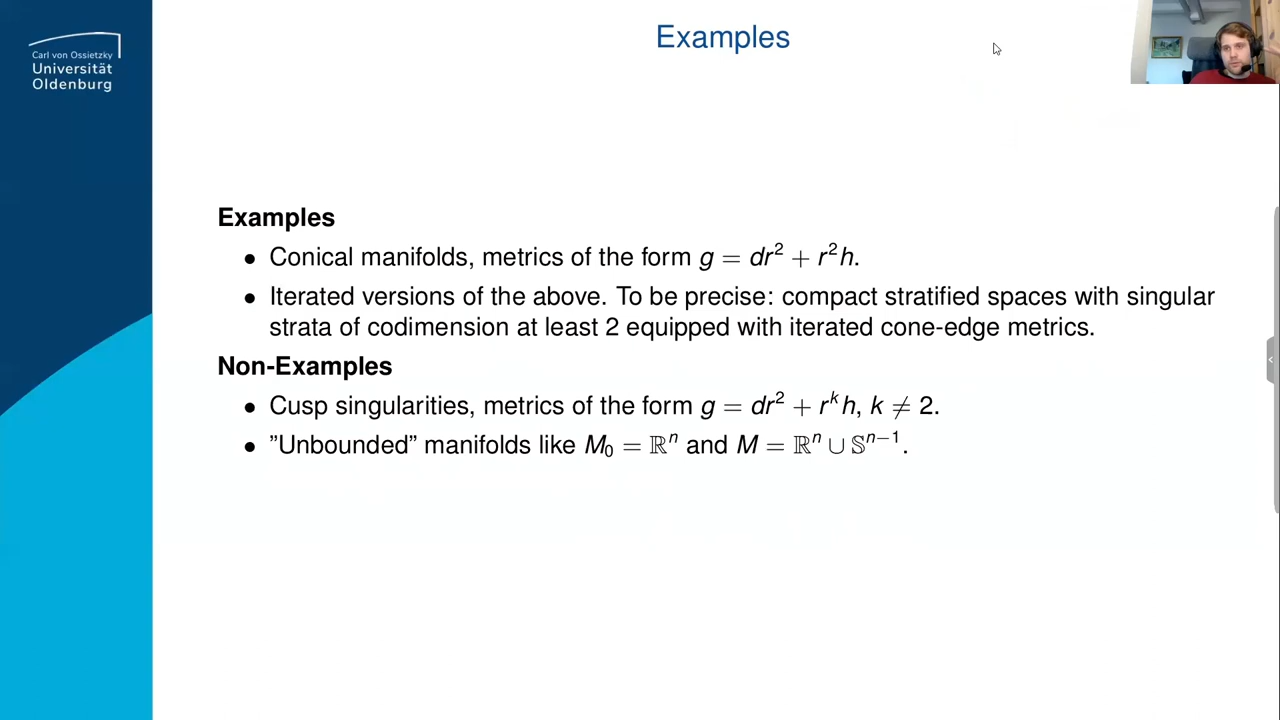 Carl von Ossietzky
Universität
Oldenburg
Examples
Examples
• Conical manifolds, metrics of the form g = dr² + r²h.
• Iterated versions of the above. To be precise: compact stratified spaces with singular
strata of codimension at least 2 equipped with iterated cone-edge metrics.
Non-Examples
• Cusp singularities, metrics of the form g = dr² + rᵏh, k ≠ 2.
• ”Unbounded” manifolds like M₀ = ℝⁿ and M = ℝⁿ ∪ 𝕊ⁿ⁻¹.